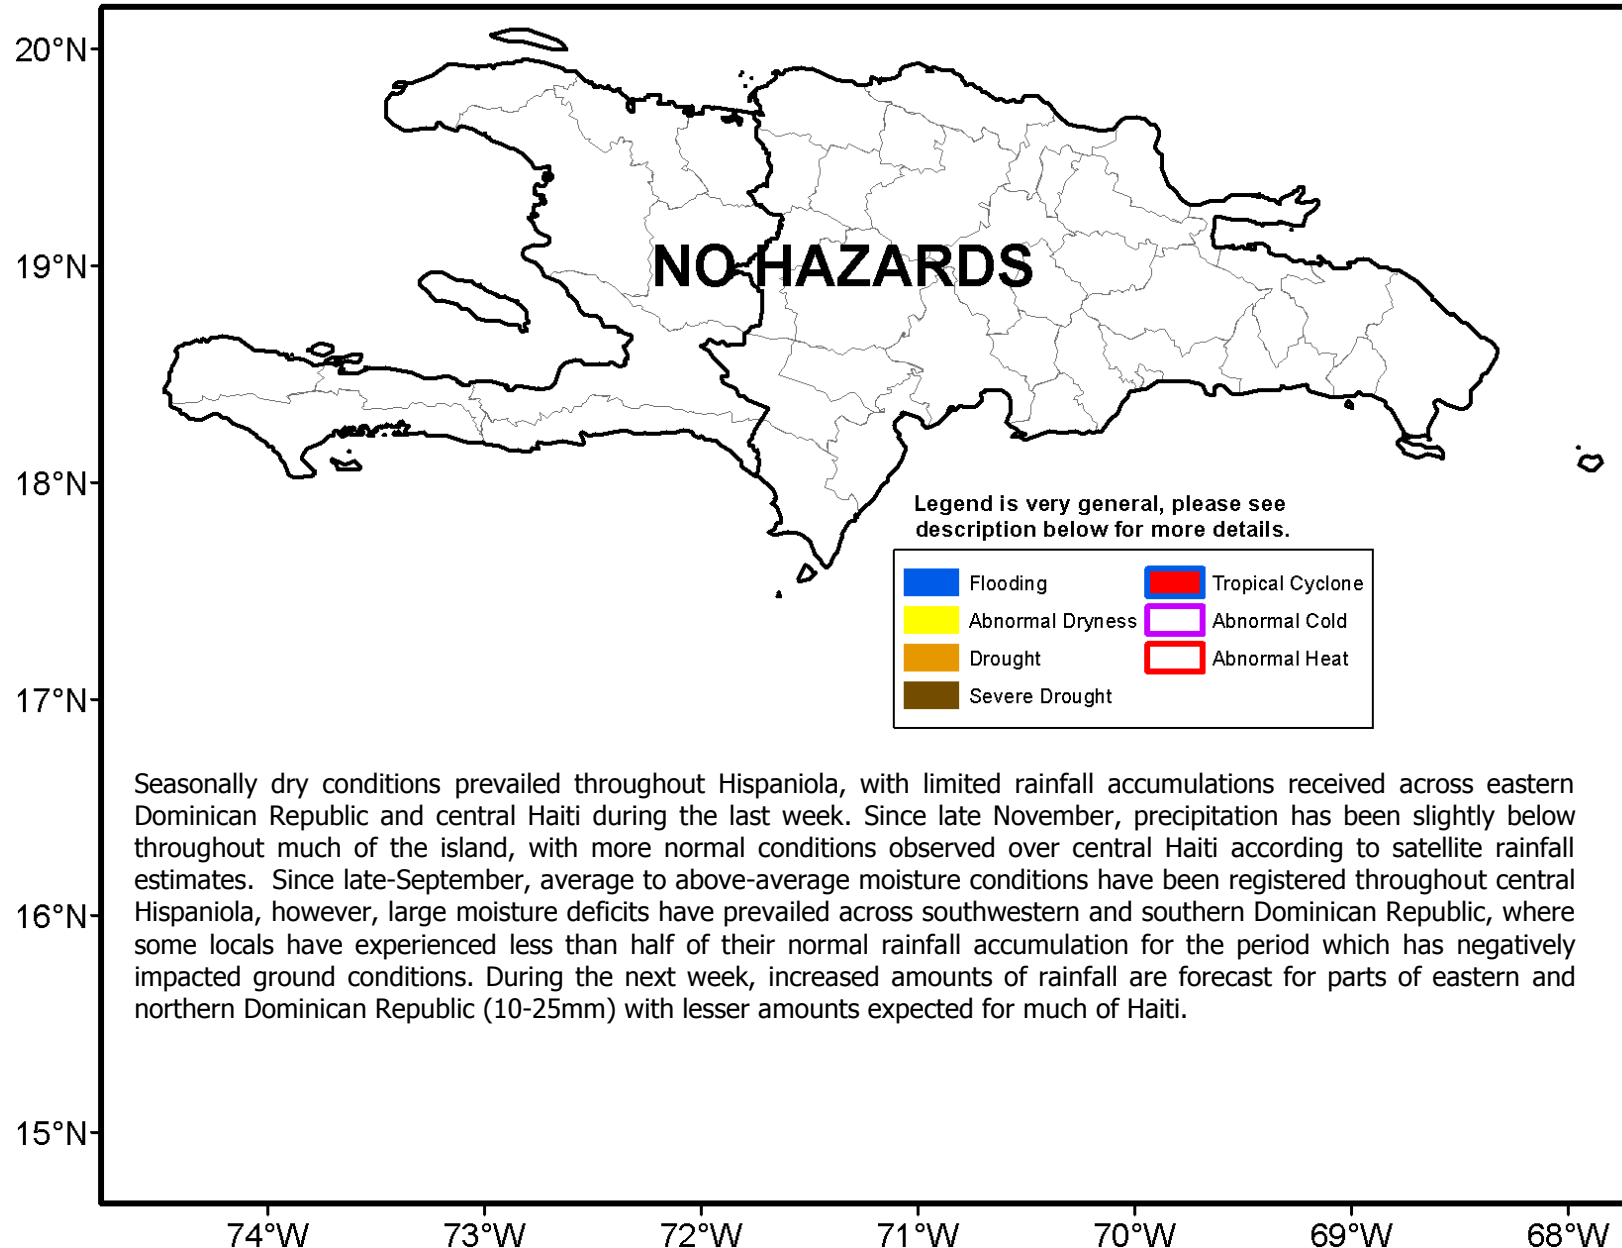 20°N
19°N
18°N
17°N
16°N
15°N
NO HAZARDS
Legend is very general, please see
description below for more details.
Flooding
Tropical Cyclone
Abnormal Dryness
Abnormal Cold
Drought
Abnormal Heat
Severe Drought
Seasonally dry conditions prevailed throughout Hispaniola, with limited rainfall accumulations received across eastern
Dominican Republic and central Haiti during the last week. Since late November, precipitation has been slightly below
throughout much of the island, with more normal conditions observed over central Haiti according to satellite rainfall
estimates.  Since late-September, average to above-average moisture conditions have been registered throughout central
Hispaniola, however, large moisture deficits have prevailed across southwestern and southern Dominican Republic, where
some locals have experienced less than half of their normal rainfall accumulation for the period which has negatively
impacted ground conditions. During the next week, increased amounts of rainfall are forecast for parts of eastern and
northern Dominican Republic (10-25mm) with lesser amounts expected for much of Haiti.
74°W 73°W 72°W 71°W 70°W 69°W 68°W